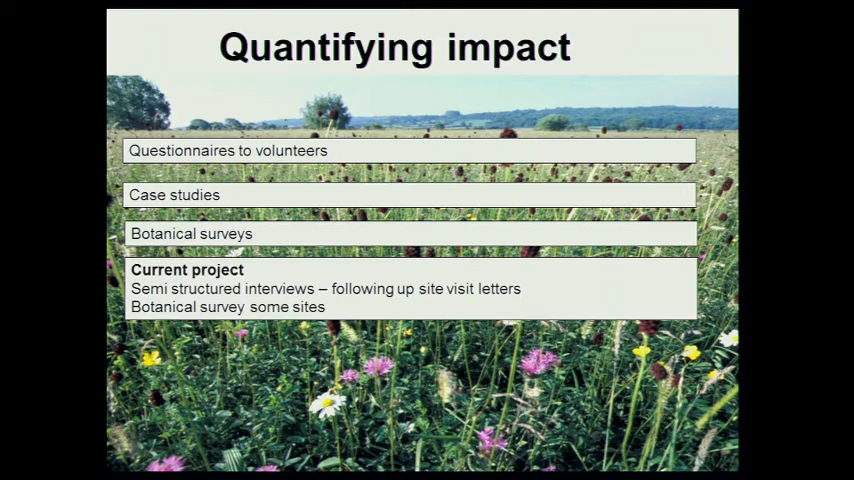 Quantifying impact
Questionnaires to volunteers
Case studies
Botanical surveys
Current project
Semi structured interviews – following up site visit letters
Botanical survey some sites